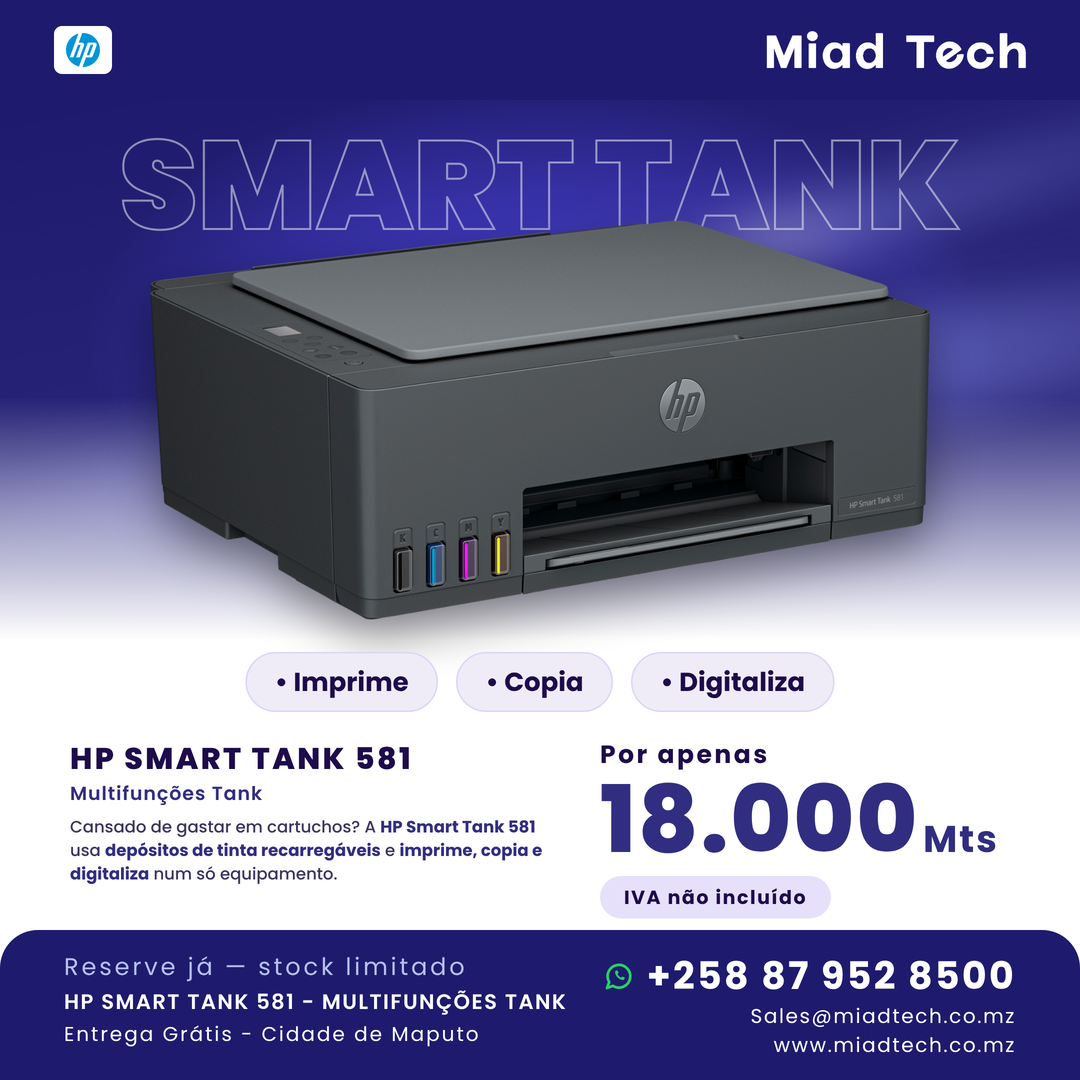 hp
Miad Tech
SMART TANK
hp
HP Smart Tank 581
K C M Y
• Imprime
• Copia
• Digitaliza
HP SMART TANK 581
Multifunções Tank
Cansado de gastar em cartuchos? A HP Smart Tank 581
usa depósitos de tinta recarregáveis e imprime, copia e
digitaliza num só equipamento.
Por apenas
18.000 Mts
IVA não incluído
Reserve já — stock limitado
HP SMART TANK 581 - MULTIFUNÇÕES TANK
Entrega Grátis - Cidade de Maputo
+258 87 952 8500
Sales@miadtech.co.mz
www.miadtech.co.mz